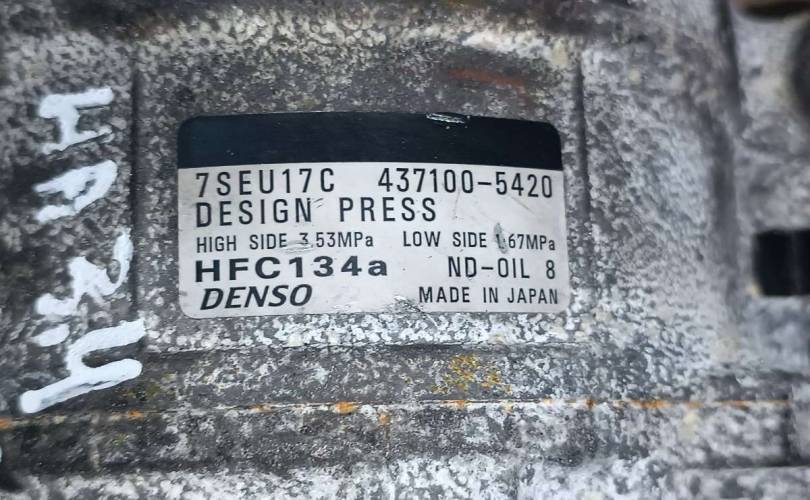 7SEU17C 437100-5420
DESIGN PRESS
HIGH SIDE 3.53MPa LOW SIDE 1.67MPa
HFC134a ND-OIL 8
DENSO MADE IN JAPAN